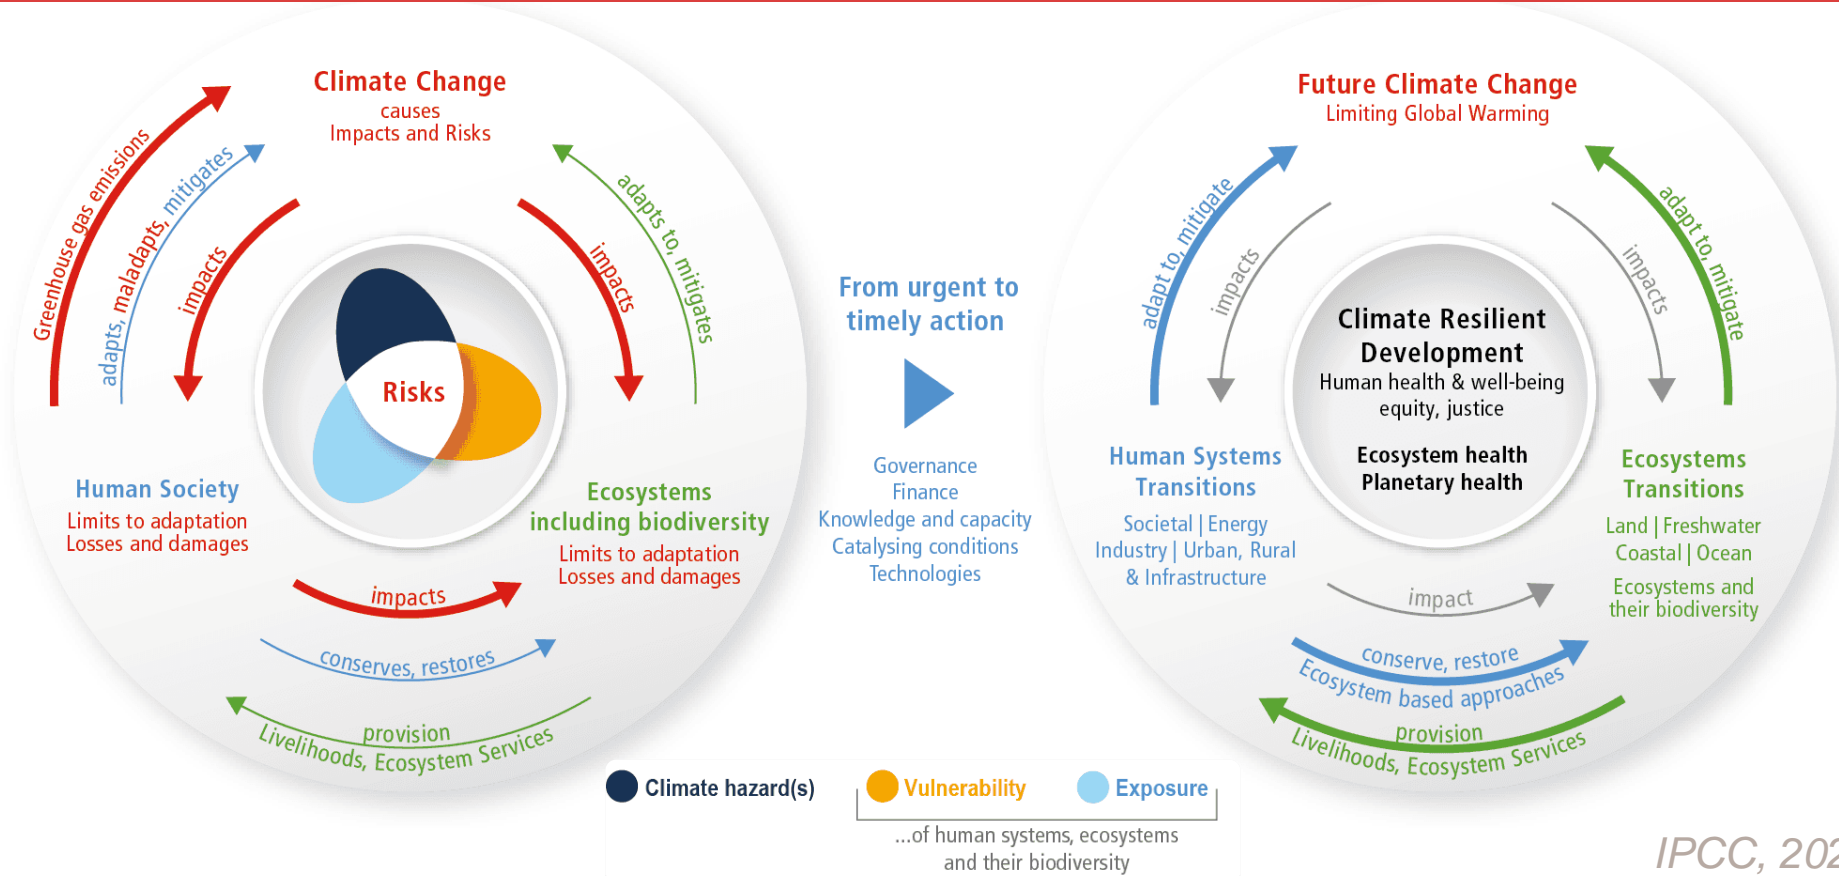 Climate Change
causes
Impacts and Risks
Greenhouse gas emissions
adapts, maladapts, mitigates
impacts
impacts
adapts to, mitigates
Risks
Human Society
Limits to adaptation
Losses and damages
Ecosystems
including biodiversity
Limits to adaptation
Losses and damages
impacts
conserves, restores
provision
Livelihoods, Ecosystem Services
From urgent to
timely action
Governance
Finance
Knowledge and capacity
Catalysing conditions
Technologies
Future Climate Change
Limiting Global Warming
adapt to, mitigate
impacts
impacts
adapt to, mitigate
Climate Resilient
Development
Human health & well-being
equity, justice
Ecosystem health
Planetary health
Human Systems
Transitions
Societal | Energy
Industry | Urban, Rural
& Infrastructure
Ecosystems
Transitions
Land | Freshwater
Coastal | Ocean
Ecosystems and
their biodiversity
impact
conserve, restore
Ecosystem based approaches
provision
Livelihoods, Ecosystem Services
Climate hazard(s)
Vulnerability
Exposure
...of human systems, ecosystems
and their biodiversity
IPCC,